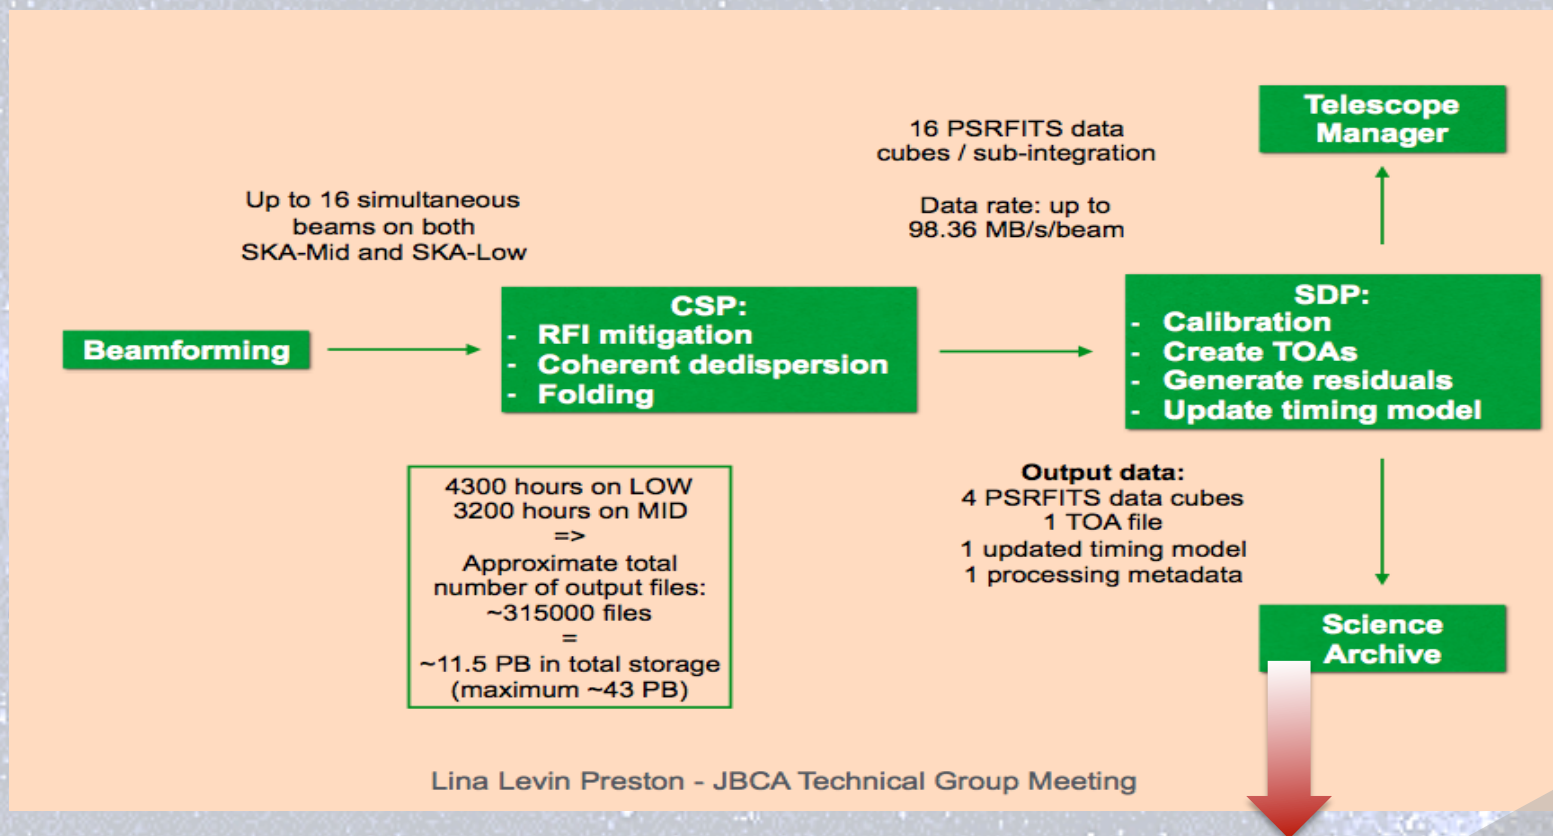 Up to 16 simultaneous
beams on both
SKA-Mid and SKA-Low
16 PSRFITS data
cubes / sub-integration
Data rate: up to
98.36 MB/s/beam
Telescope
Manager
Beamforming
CSP:
- RFI mitigation
- Coherent dedispersion
- Folding
SDP:
- Calibration
- Create TOAs
- Generate residuals
- Update timing model
4300 hours on LOW
3200 hours on MID
=>
Approximate total
number of output files:
~315000 files
=
~11.5 PB in total storage
(maximum ~43 PB)
Output data:
4 PSRFITS data cubes
1 TOA file
1 updated timing model
1 processing metadata
Science
Archive
Lina Levin Preston - JBCA Technical Group Meeting